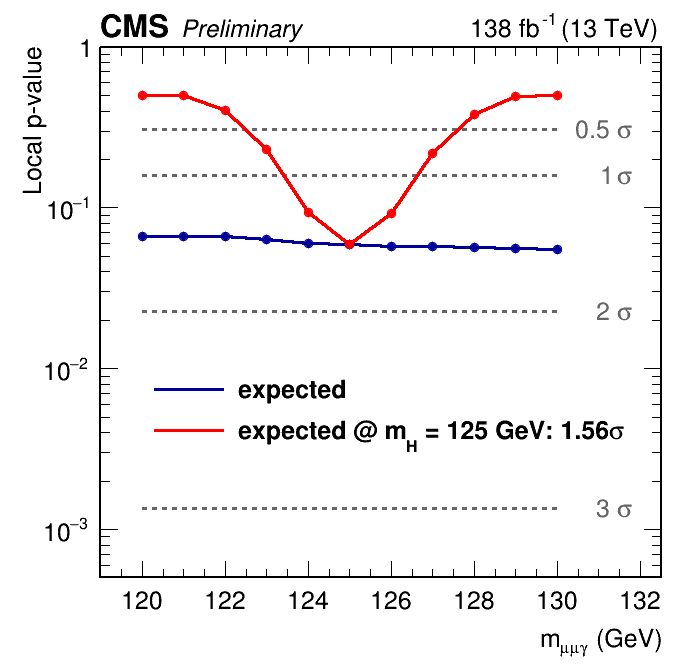 CMS Preliminary 138 fb⁻¹ (13 TeV)
Local p-value
1
10⁻¹
10⁻²
10⁻³
0.5 σ
1 σ
2 σ
3 σ
expected
expected @ m_H = 125 GeV: 1.56σ
120 122 124 126 128 130 132
m_μμγ (GeV)